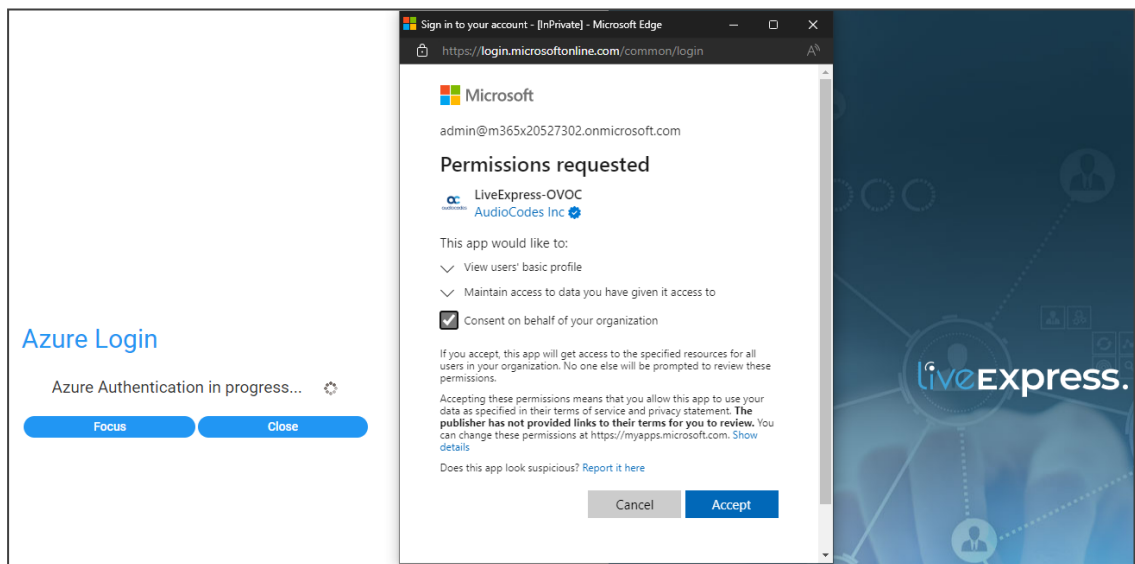 Sign in to your account - [InPrivate] - Microsoft Edge
https://login.microsoftonline.com/common/login
Microsoft
admin@m365x20527302.onmicrosoft.com
Permissions requested
LiveExpress-OVOC
AudioCodes Inc
This app would like to:
View users' basic profile
Maintain access to data you have given it access to
Consent on behalf of your organization
If you accept, this app will get access to the specified resources for all
users in your organization. No one else will be prompted to review these
permissions.
Accepting these permissions means that you allow this app to use your
data as specified in their terms of service and privacy statement. The
publisher has not provided links to their terms for you to review. You
can change these permissions at https://myapps.microsoft.com. Show
details
Does this app look suspicious? Report it here
Cancel Accept
Azure Login
Azure Authentication in progress...
Focus Close
liveExpress.